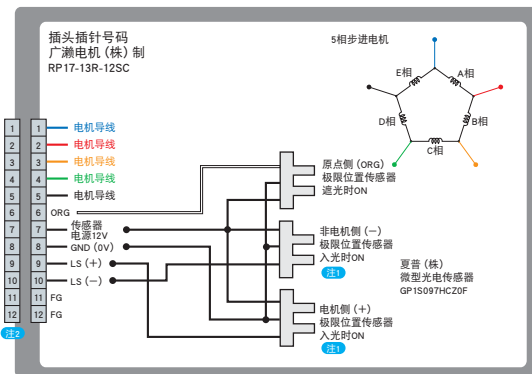 插头插针号码
广濑电机 (株) 制
RP17-13R-12SC
5相步进电机
E相
A相
D相
B相
C相
1 1 电机导线
2 2 电机导线
3 3 电机导线
4 4 电机导线
5 5 电机导线
6 6 ORG
7 7 传感器
电源12V
8 8 GND (0V)
9 9 LS (+)
10 10 LS (−)
11 11 FG
12 12 FG
注2
原点侧 (ORG)
极限位置传感器
遮光时ON
非电机侧 (−)
极限位置传感器
入光时ON
注1
电机侧 (+)
极限位置传感器
入光时ON
注1
夏普 (株)
微型光电传感器
GP1S097HCZ0F